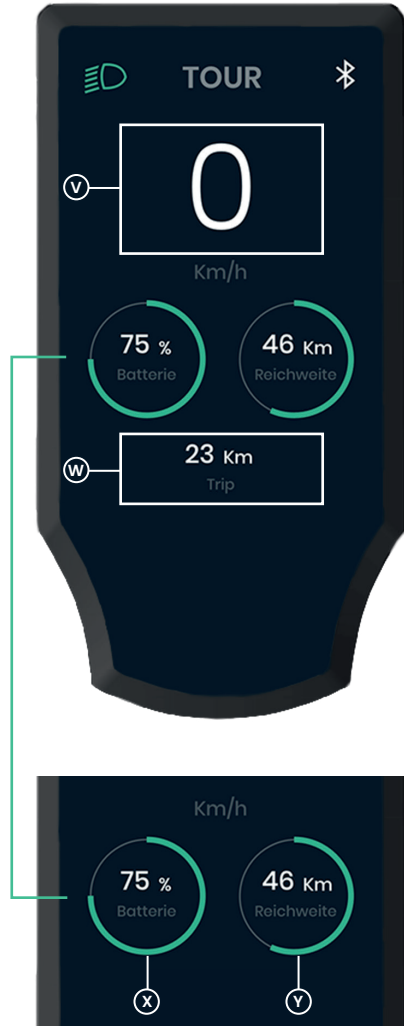 TOUR
V
0
Km/h
75 % 46 Km
Batterie Reichweite
W
23 Km
Trip
Km/h
75 % 46 Km
Batterie Reichweite
X Y